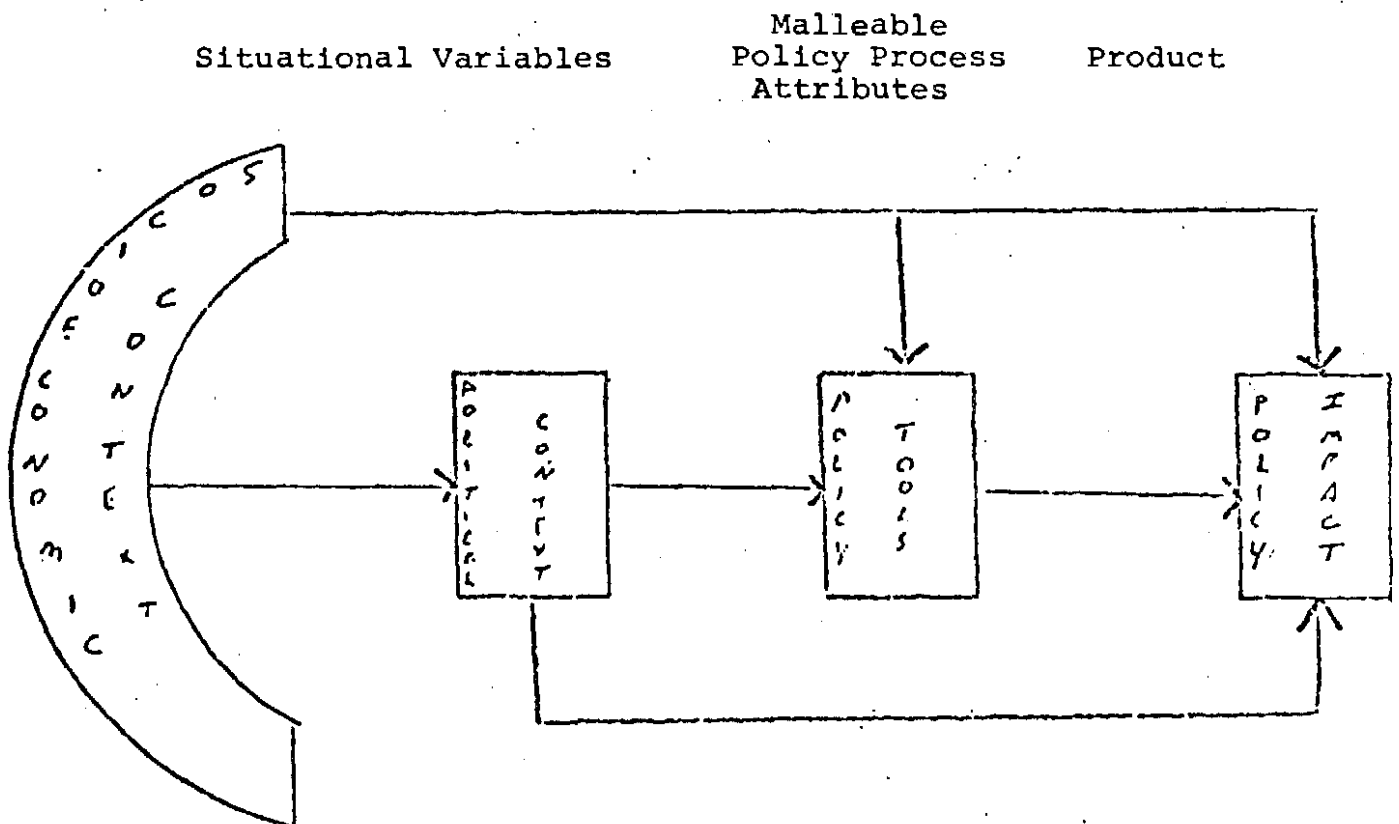 Situational Variables
Malleable
Policy Process
Attributes
Product
SOCIOECONOMIC
CONTEXT
POLITICAL
CONTEXT
POLICY
TOOLS
POLICY
IMPACT